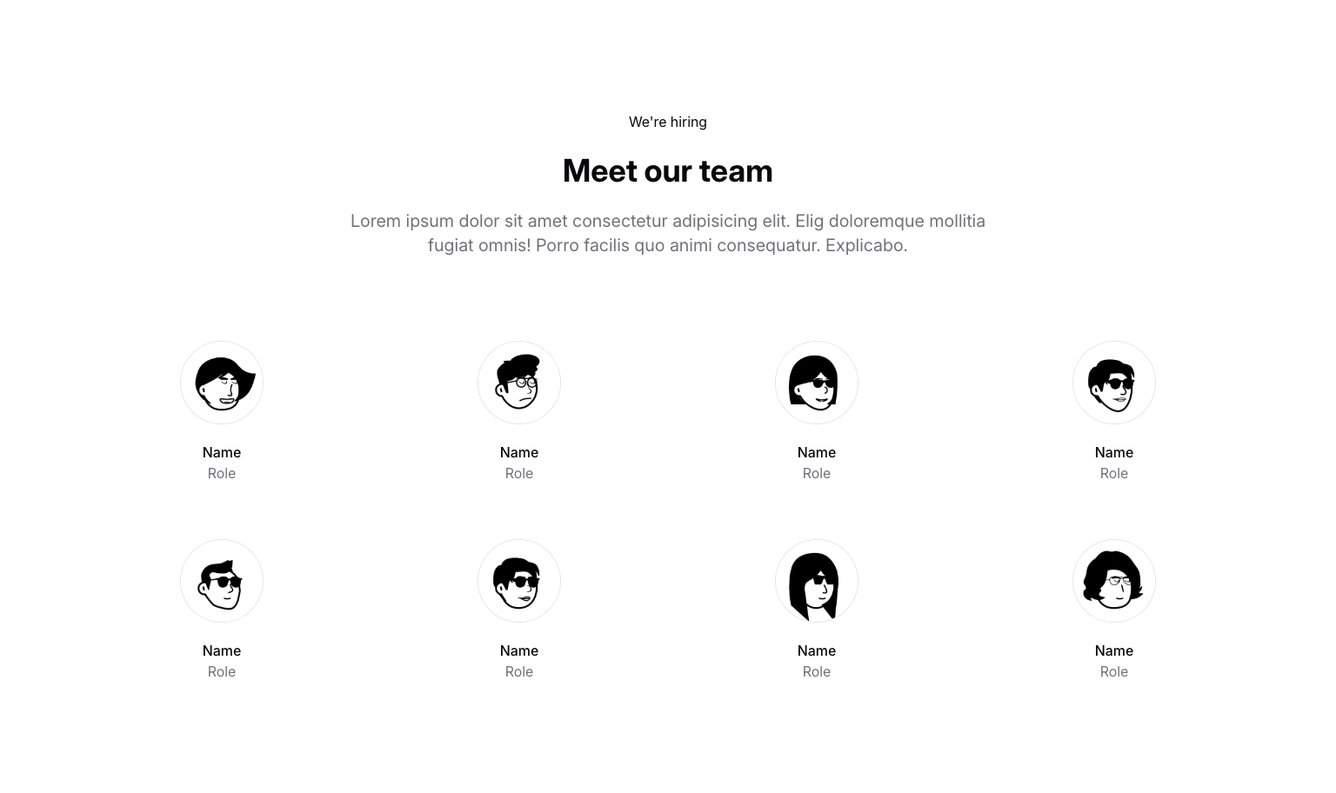 We're hiring
Meet our team
Lorem ipsum dolor sit amet consectetur adipisicing elit. Elig doloremque mollitia
fugiat omnis! Porro facilis quo animi consequatur. Explicabo.
Name
Role
Name
Role
Name
Role
Name
Role
Name
Role
Name
Role
Name
Role
Name
Role